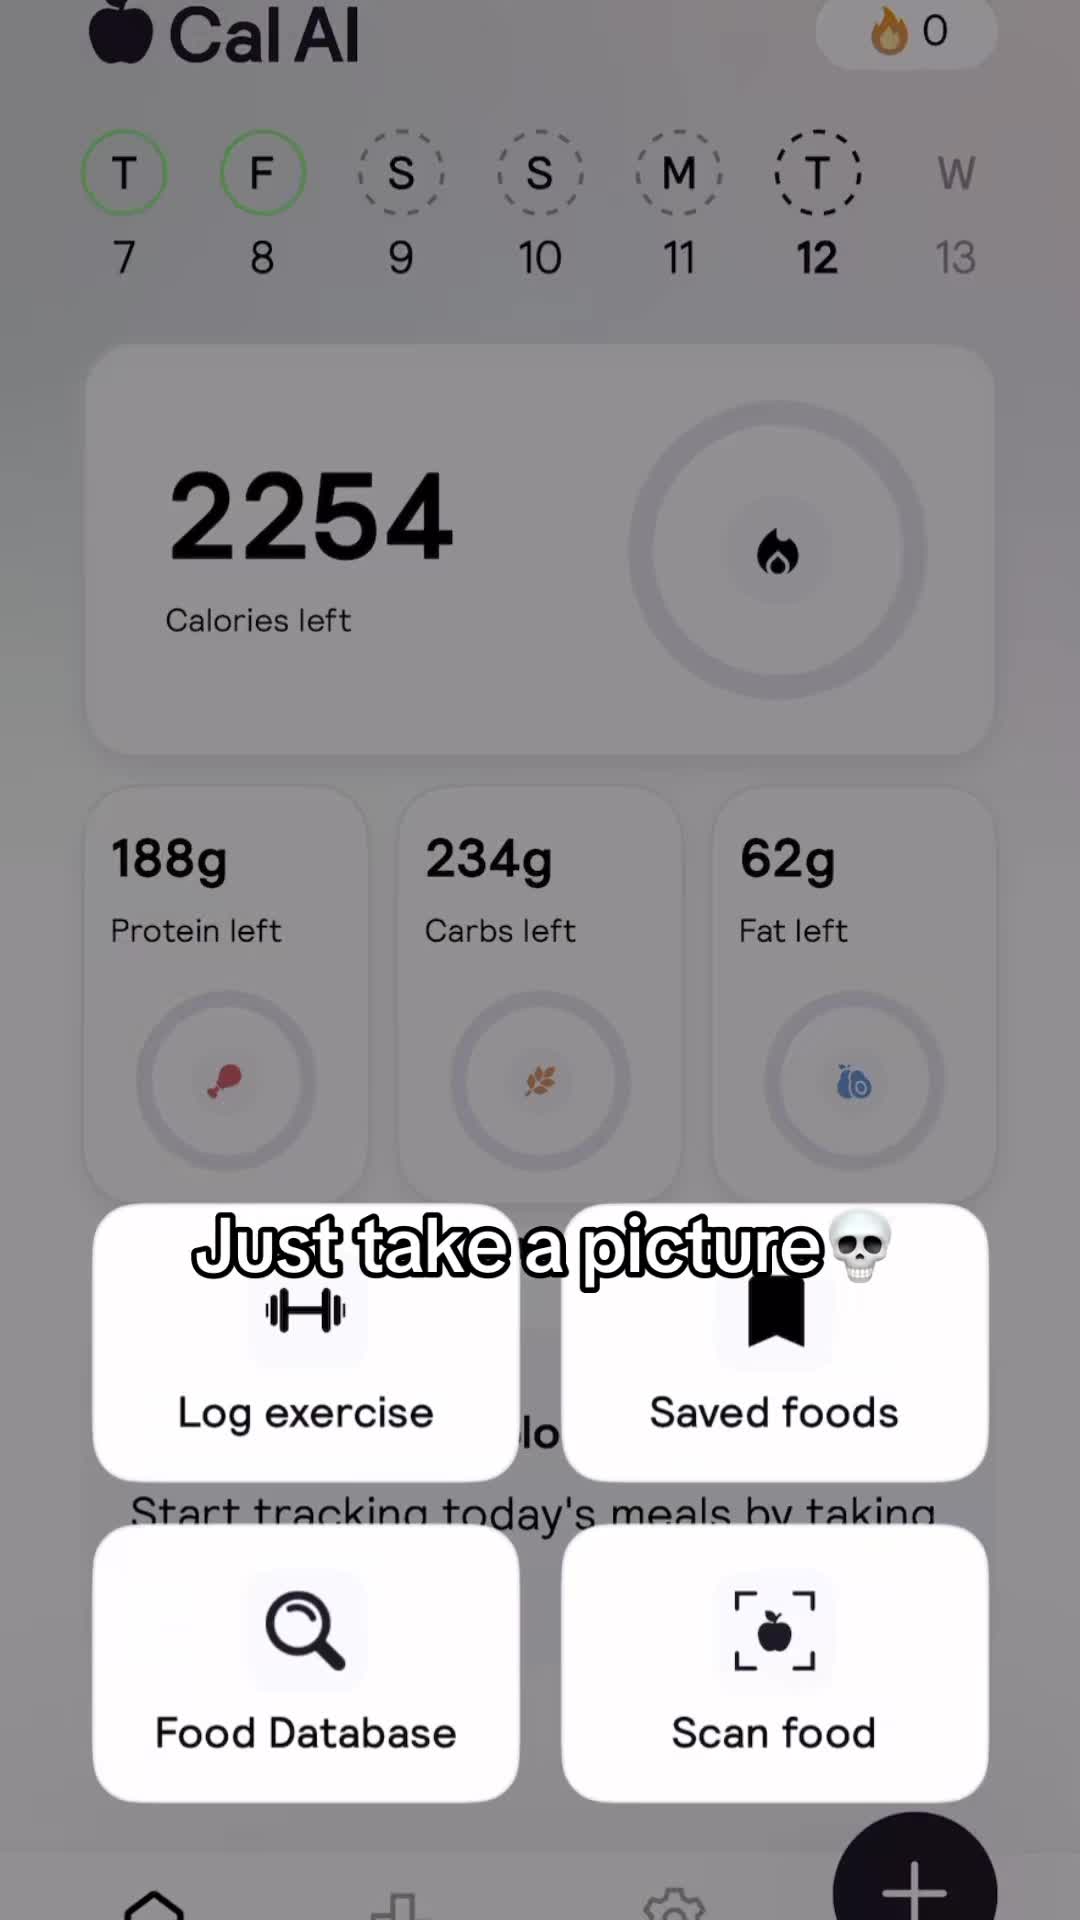 Cal AI
0
T F S S M T W
7 8 9 10 11 12 13
2254
Calories left
188g
Protein left
234g
Carbs left
62g
Fat left
Just take a picture💀
Log exercise
Saved foods
Start tracking today's meals by taking
Food Database
Scan food